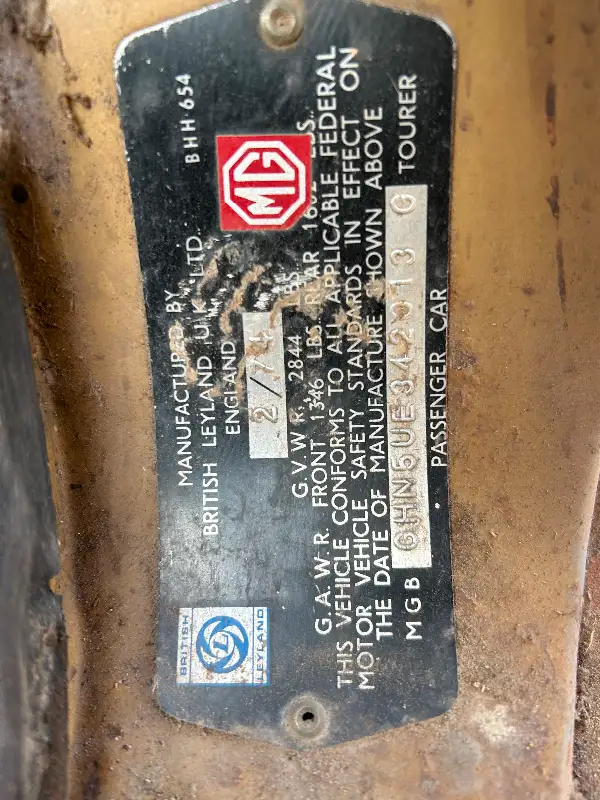 BRITISH
LEYLAND
MANUFACTURED BY
BRITISH LEYLAND U.K. LTD.
ENGLAND
MG
BHH 654
2/74
G.V.W.R. 2844 LBS.
G.A.W.R. FRONT 1346 LBS. REAR LBS.
THIS VEHICLE CONFORMS TO ALL APPLICABLE FEDERAL
MOTOR VEHICLE SAFETY STANDARDS IN EFFECT ON
THE DATE OF MANUFACTURE SHOWN ABOVE
MGB GHN5UE342013 G TOURER
PASSENGER CAR